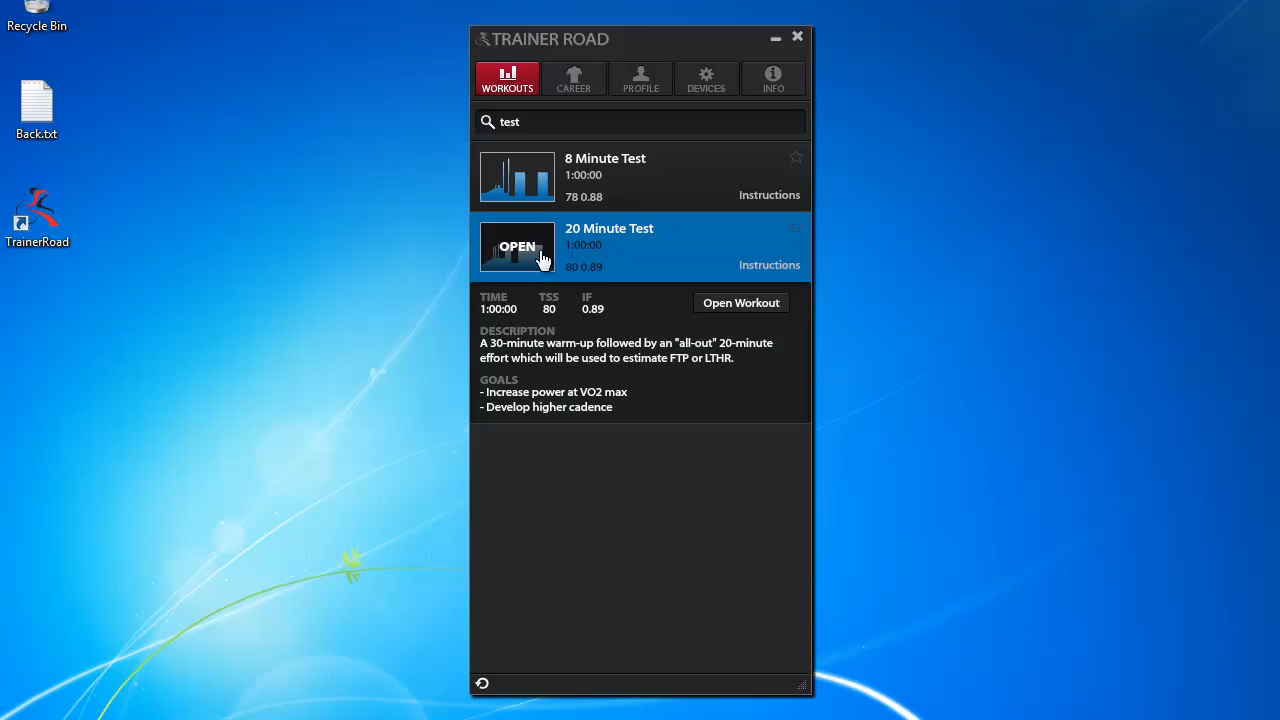 Recycle Bin
Back.txt
TrainerRoad
TRAINER ROAD
WORKOUTS CAREER PROFILE DEVICES INFO
test
8 Minute Test
1:00:00
78 0.88
Instructions
OPEN
20 Minute Test
1:00:00
80 0.89
Instructions
TIME TSS IF
1:00:00 80 0.89
Open Workout
DESCRIPTION
A 30-minute warm-up followed by an "all-out" 20-minute
effort which will be used to estimate FTP or LTHR.
GOALS
- Increase power at VO2 max
- Develop higher cadence